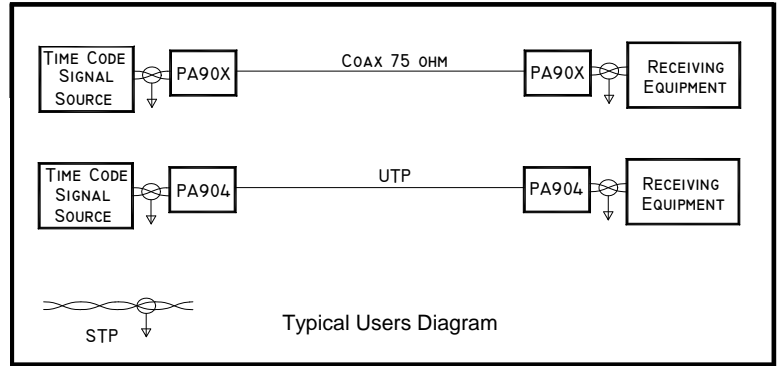 TIME CODE
SIGNAL
SOURCE
PA90X
COAX 75 OHM
PA90X
RECEIVING
EQUIPMENT
TIME CODE
SIGNAL
SOURCE
PA904
UTP
PA904
RECEIVING
EQUIPMENT
STP
Typical Users Diagram